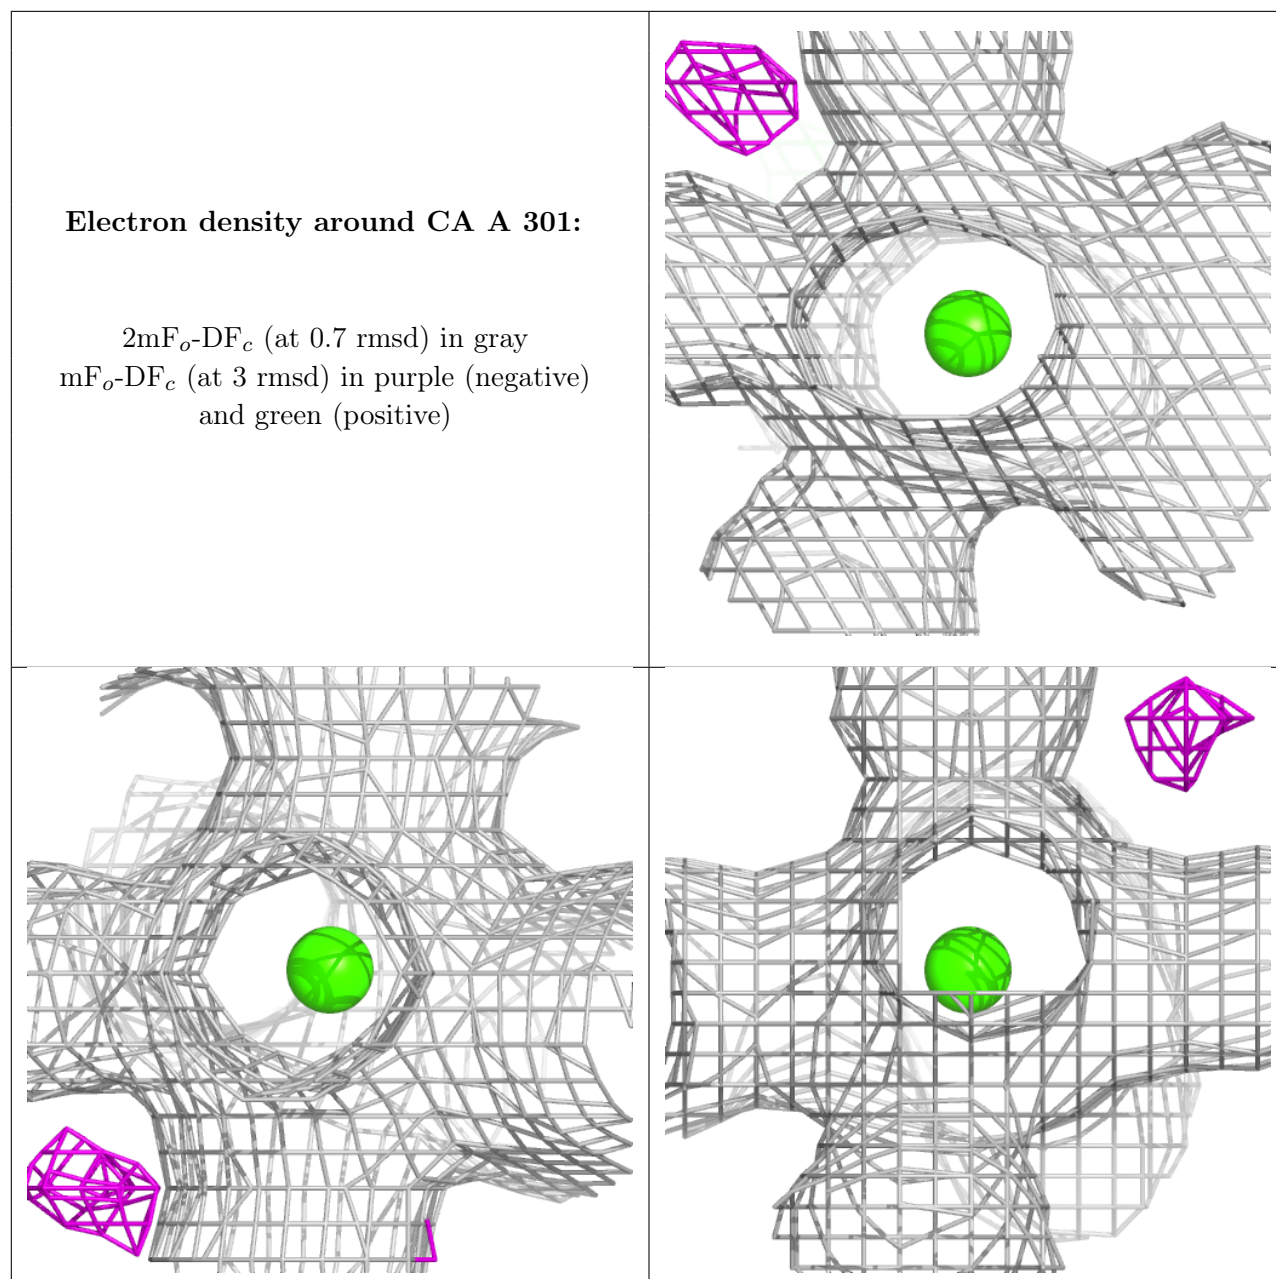 Electron density around CA A 301:
2mFo-DFc (at 0.7 rmsd) in gray
mFo-DFc (at 3 rmsd) in purple (negative)
and green (positive)